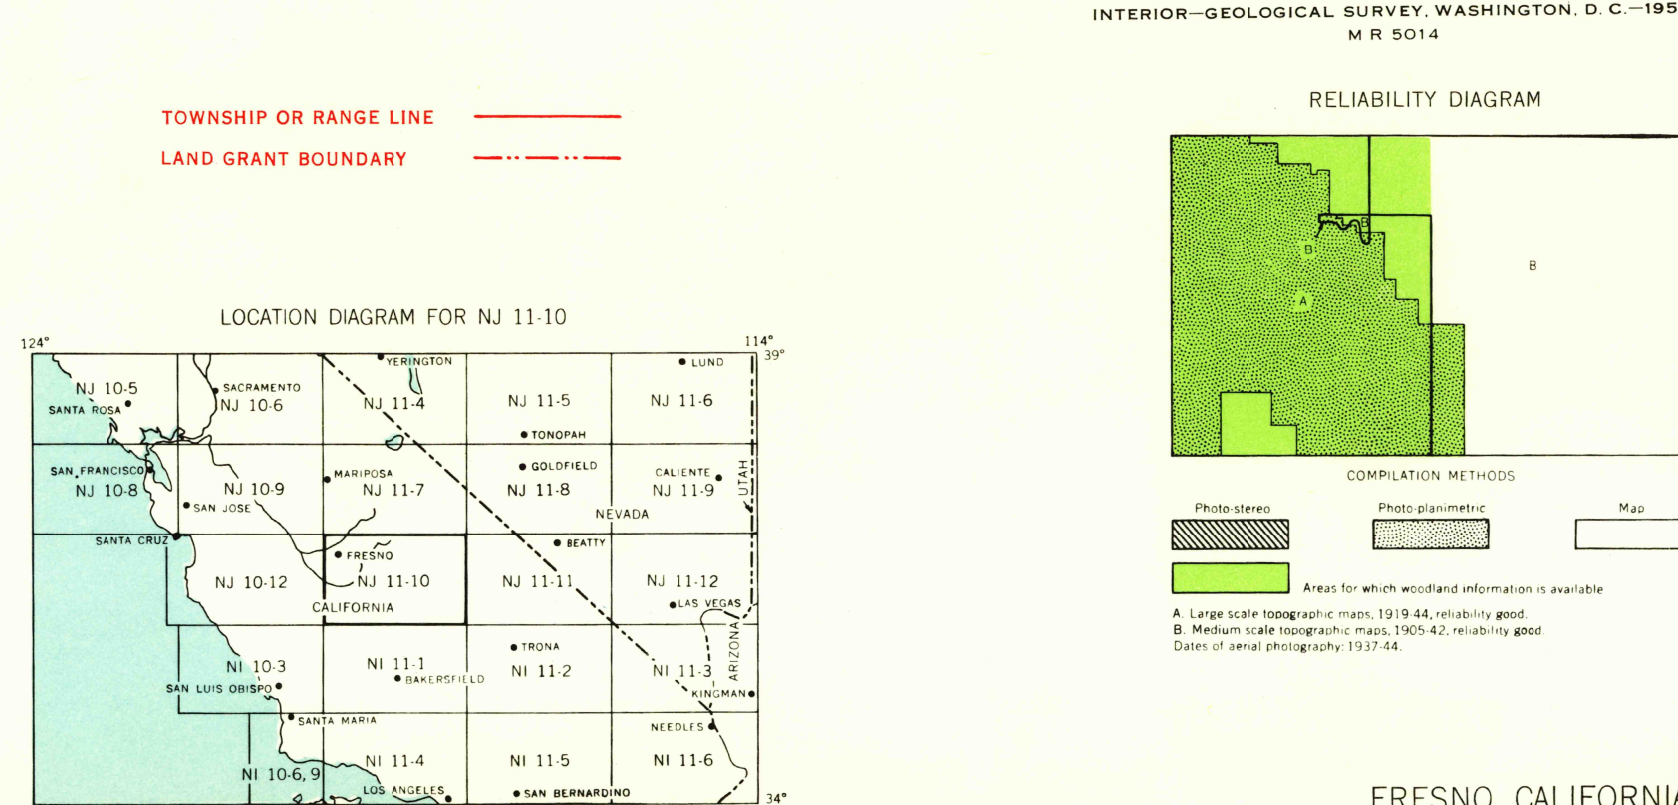 INTERIOR—GEOLOGICAL SURVEY, WASHINGTON, D. C.—195
M R 5014
TOWNSHIP OR RANGE LINE
LAND GRANT BOUNDARY
RELIABILITY DIAGRAM
B
B
B
A
COMPILATION METHODS
Photo-stereo
Photo-planimetric
Map
Areas for which woodland information is available
A. Large scale topographic maps, 1919-44, reliability good.
B. Medium scale topographic maps, 1905-42, reliability good.
Dates of aerial photography: 1937-44.
LOCATION DIAGRAM FOR NJ 11-10
124°
114°
39°
YERINGTON
LUND
NJ 10-5
SACRAMENTO
SANTA ROSA
NJ 10-6
NJ 11-4
NJ 11-5
NJ 11-6
TONOPAH
SAN FRANCISCO
MARIPOSA
GOLDFIELD
CALIENTE
UTAH
NJ 10-8
NJ 10-9
NJ 11-7
NJ 11-8
NJ 11-9
SAN JOSE
NEVADA
SANTA CRUZ
BEATTY
FRESNO
NJ 10-12
NJ 11-10
NJ 11-11
NJ 11-12
CALIFORNIA
LAS VEGAS
ARIZONA
TRONA
NI 10-3
NI 11-1
NI 11-2
NI 11-3
BAKERSFIELD
SAN LUIS OBISPO
KINGMAN
SANTA MARIA
NEEDLES
NI 11-4
NI 11-5
NI 11-6
NI 10-6, 9
LOS ANGELES
SAN BERNARDINO
34°
FRESNO, CALIFORNIA